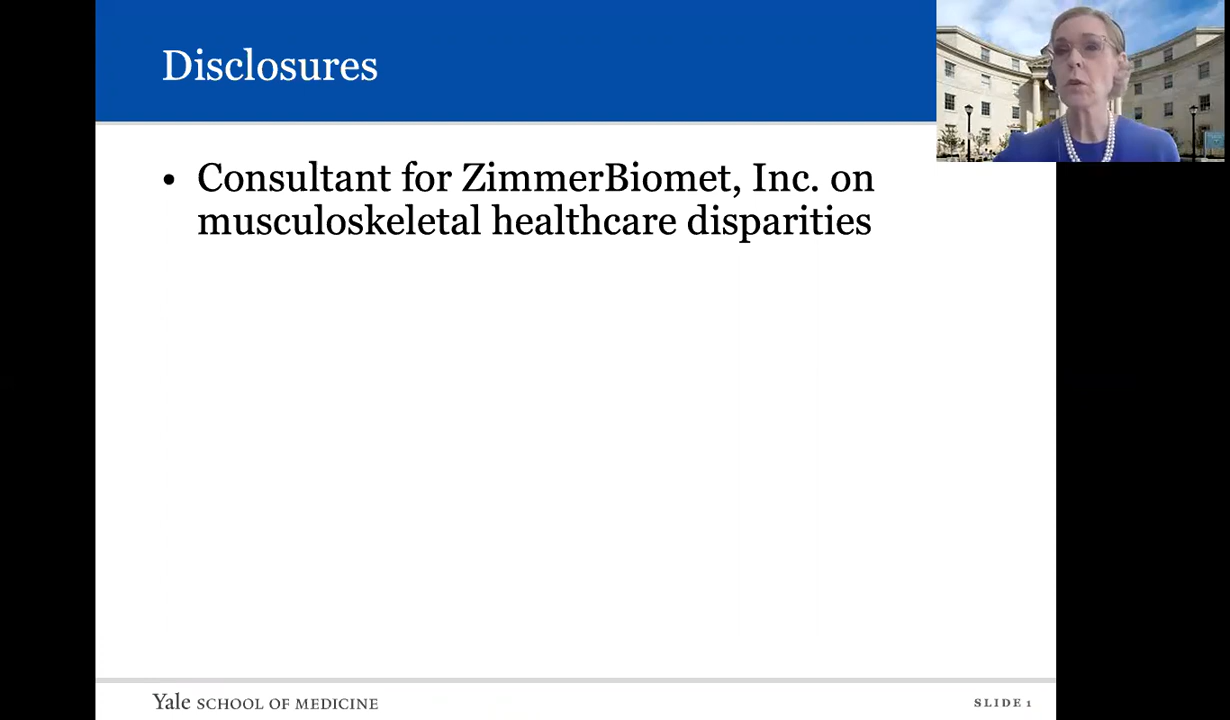 Disclosures
• Consultant for ZimmerBiomet, Inc. on
musculoskeletal healthcare disparities
Yale SCHOOL OF MEDICINE
SLIDE 1